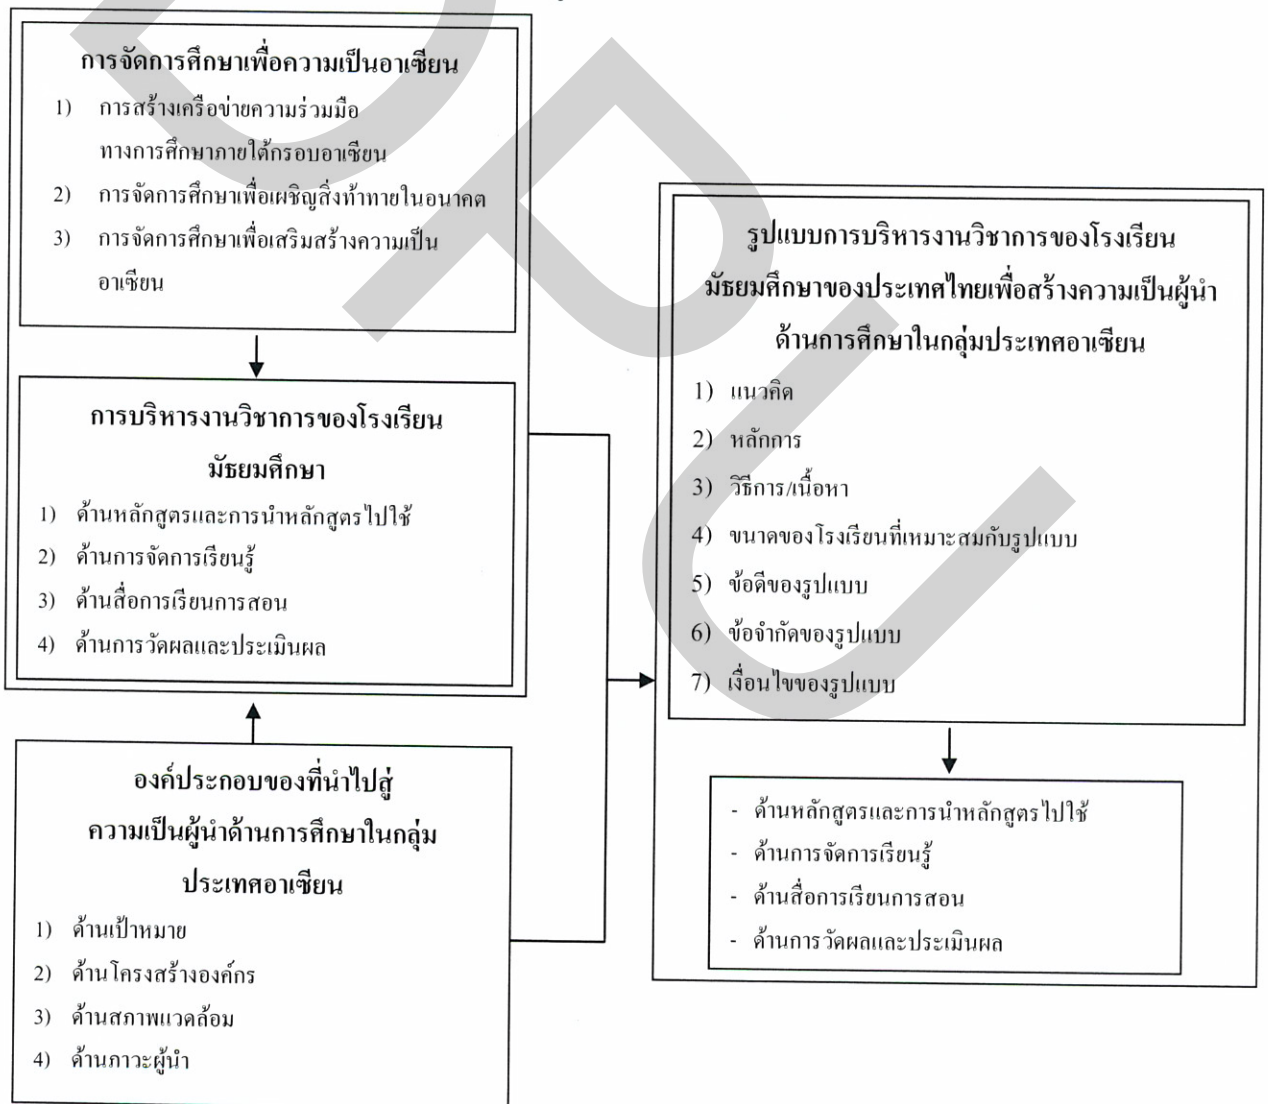 การจัดการศึกษาเพื่อความเป็นอาเซียน
1) การสร้างเครือข่ายความร่วมมือ
ทางการศึกษาภายใต้กรอบอาเซียน
2) การจัดการศึกษาเพื่อเผชิญสิ่งท้าทายในอนาคต
3) การจัดการศึกษาเพื่อเสริมสร้างความเป็น
อาเซียน
การบริหารงานวิชาการของโรงเรียน
มัธยมศึกษา
1) ด้านหลักสูตรและการนำหลักสูตรไปใช้
2) ด้านการจัดการเรียนรู้
3) ด้านสื่อการเรียนการสอน
4) ด้านการวัดผลและประเมินผล
องค์ประกอบของที่นำไปสู่
ความเป็นผู้นำด้านการศึกษาในกลุ่ม
ประเทศอาเซียน
1) ด้านเป้าหมาย
2) ด้านโครงสร้างองค์กร
3) ด้านสภาพแวดล้อม
4) ด้านภาวะผู้นำ
รูปแบบการบริหารงานวิชาการของโรงเรียน
มัธยมศึกษาของประเทศไทยเพื่อสร้างความเป็นผู้นำ
ด้านการศึกษาในกลุ่มประเทศอาเซียน
1) แนวคิด
2) หลักการ
3) วิธีการ/เนื้อหา
4) ขนาดของโรงเรียนที่เหมาะสมกับรูปแบบ
5) ข้อดีของรูปแบบ
6) ข้อจำกัดของรูปแบบ
7) เงื่อนไขของรูปแบบ
- ด้านหลักสูตรและการนำหลักสูตรไปใช้
- ด้านการจัดการเรียนรู้
- ด้านสื่อการเรียนการสอน
- ด้านการวัดผลและประเมินผล